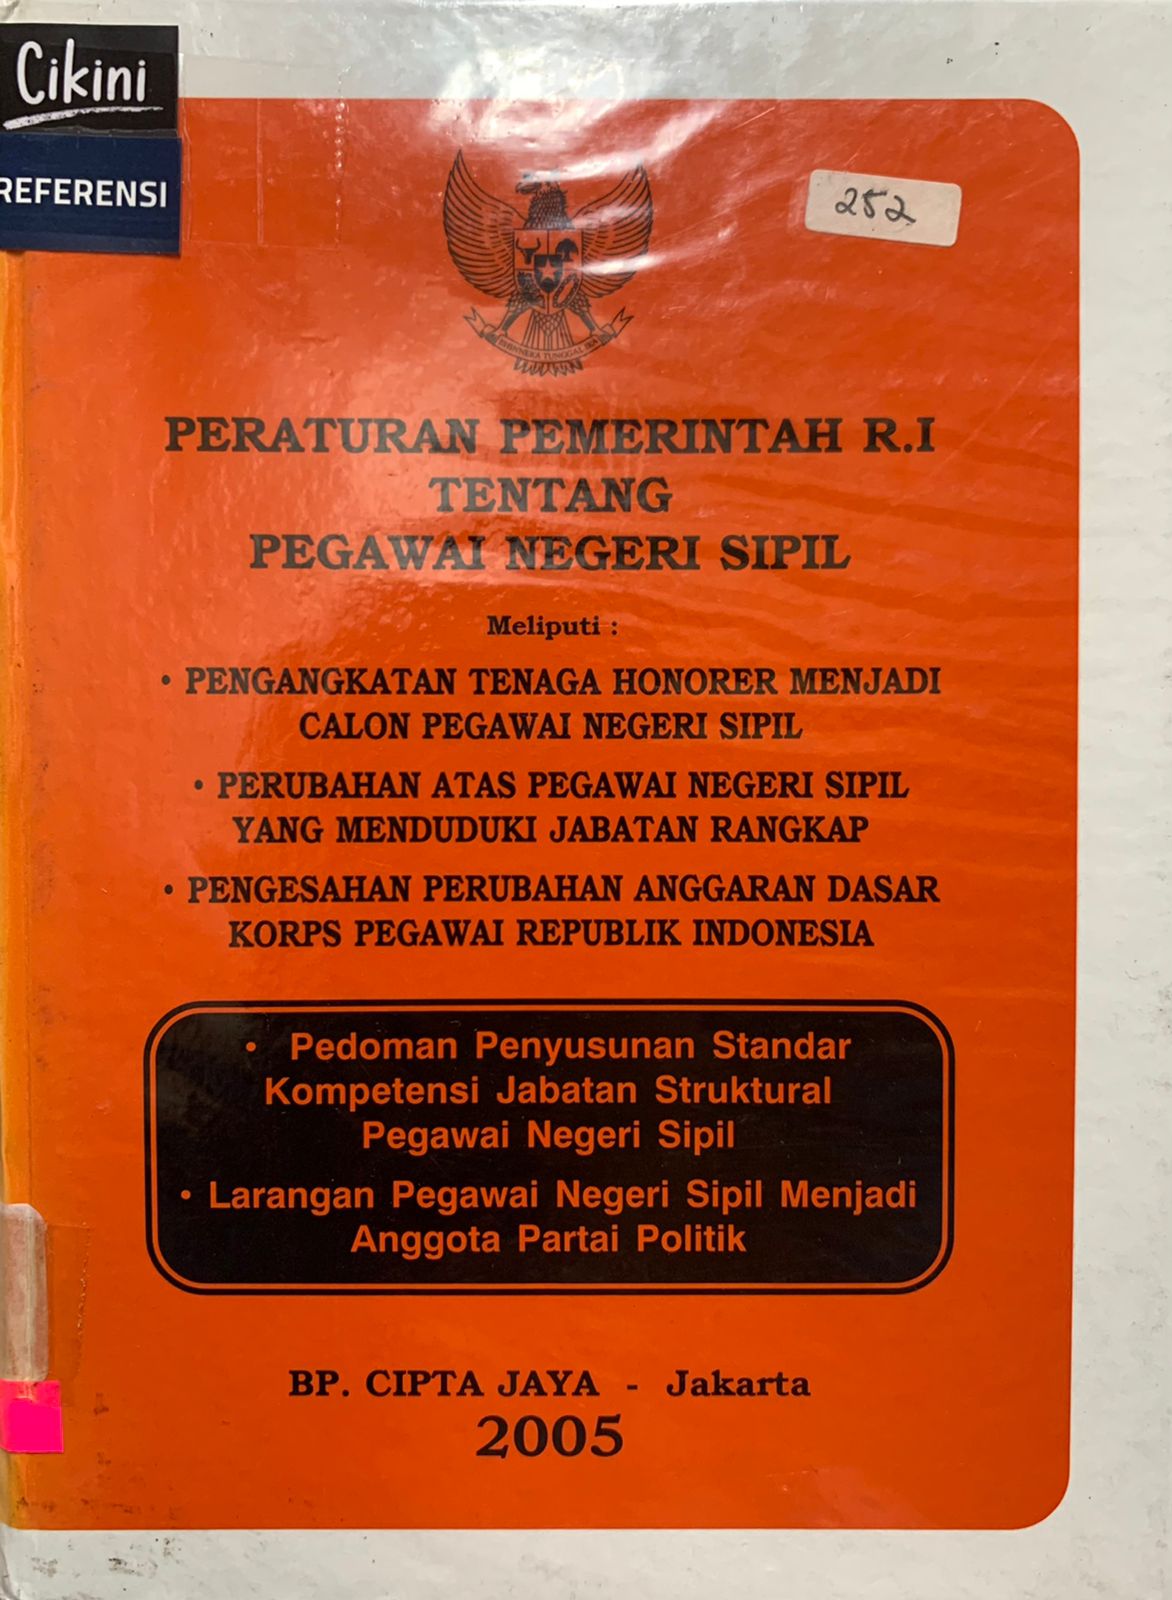 Cikini
REFERENSI
252
BHINNEKA TUNGGAL IKA
PERATURAN PEMERINTAH R.I
TENTANG
PEGAWAI NEGERI SIPIL
Meliputi :
• PENGANGKATAN TENAGA HONORER MENJADI
CALON PEGAWAI NEGERI SIPIL
• PERUBAHAN ATAS PEGAWAI NEGERI SIPIL
YANG MENDUDUKI JABATAN RANGKAP
• PENGESAHAN PERUBAHAN ANGGARAN DASAR
KORPS PEGAWAI REPUBLIK INDONESIA
• Pedoman Penyusunan Standar
Kompetensi Jabatan Struktural
Pegawai Negeri Sipil
• Larangan Pegawai Negeri Sipil Menjadi
Anggota Partai Politik
BP. CIPTA JAYA - Jakarta
2005